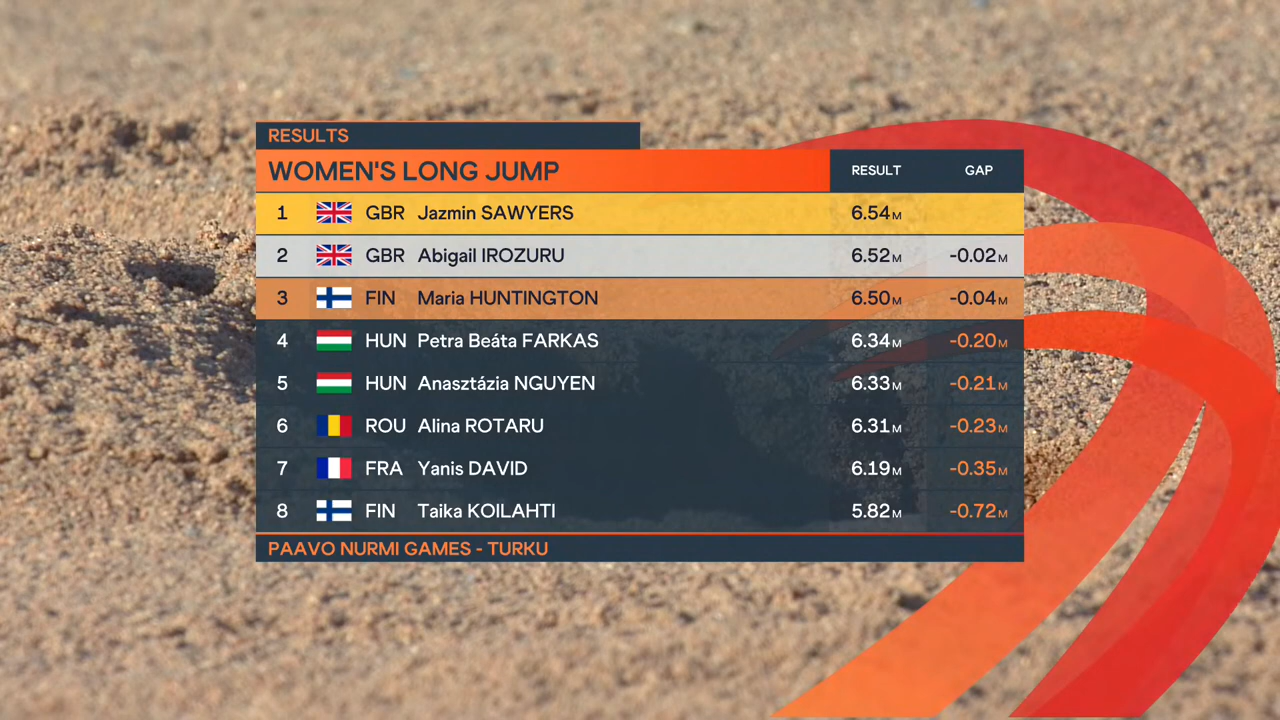 RESULTS
WOMEN'S LONG JUMP RESULT GAP
1 GBR Jazmin SAWYERS 6.54M
2 GBR Abigail IROZURU 6.52M -0.02M
3 FIN Maria HUNTINGTON 6.50M -0.04M
4 HUN Petra Beáta FARKAS 6.34M -0.20M
5 HUN Anasztázia NGUYEN 6.33M -0.21M
6 ROU Alina ROTARU 6.31M -0.23M
7 FRA Yanis DAVID 6.19M -0.35M
8 FIN Taika KOILAHTI 5.82M -0.72M
PAAVO NURMI GAMES - TURKU